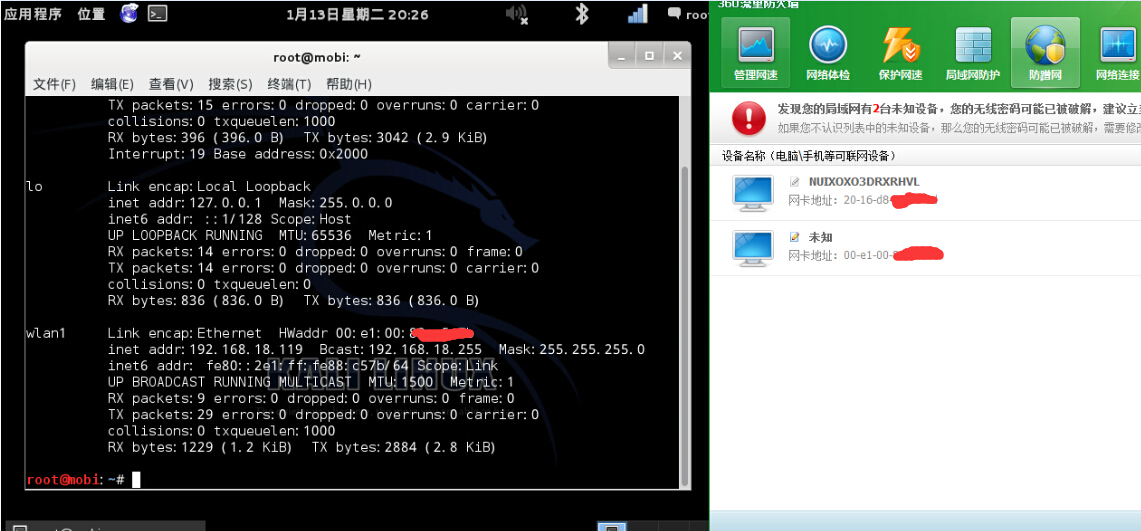 应用程序 位置 1月13日星期二 20:26 roo
root@mobi: ~
文件(F) 编辑(E) 查看(V) 搜索(S) 终端(T) 帮助(H)
TX packets:15 errors:0 dropped:0 overruns:0 carrier:0
collisions:0 txqueuelen:1000
RX bytes:396 (396.0 B) TX bytes:3042 (2.9 KiB)
Interrupt:19 Base address:0x2000
lo Link encap:Local Loopback
inet addr:127.0.0.1 Mask:255.0.0.0
inet6 addr: ::1/128 Scope:Host
UP LOOPBACK RUNNING MTU:65536 Metric:1
RX packets:14 errors:0 dropped:0 overruns:0 frame:0
TX packets:14 errors:0 dropped:0 overruns:0 carrier:0
collisions:0 txqueuelen:0
RX bytes:836 (836.0 B) TX bytes:836 (836.0 B)
wlan1 Link encap:Ethernet HWaddr 00:e1:00:
inet addr:192.168.18.119 Bcast:192.168.18.255 Mask:255.255.255.0
inet6 addr: fe80::2e1:ff:fe88:c57b/64 Scope:Link
UP BROADCAST RUNNING MULTICAST MTU:1500 Metric:1
RX packets:9 errors:0 dropped:0 overruns:0 frame:0
TX packets:29 errors:0 dropped:0 overruns:0 carrier:0
collisions:0 txqueuelen:1000
RX bytes:1229 (1.2 KiB) TX bytes:2884 (2.8 KiB)
root@mobi:~#
KALI LINUX
360流量防火墙
管理网速 网络体检 保护网速 局域网防护 防蹭网 网络连接
发现您的局域网有2台未知设备，您的无线密码可能已被破解，建议立
如果您不认识列表中的未知设备，那么您的无线密码可能已被破解，需要修改
设备名称（电脑\手机等可联网设备）
NUIXOXO3DRXRHVL
网卡地址：20-16-d8-
未知
网卡地址：00-e1-00-